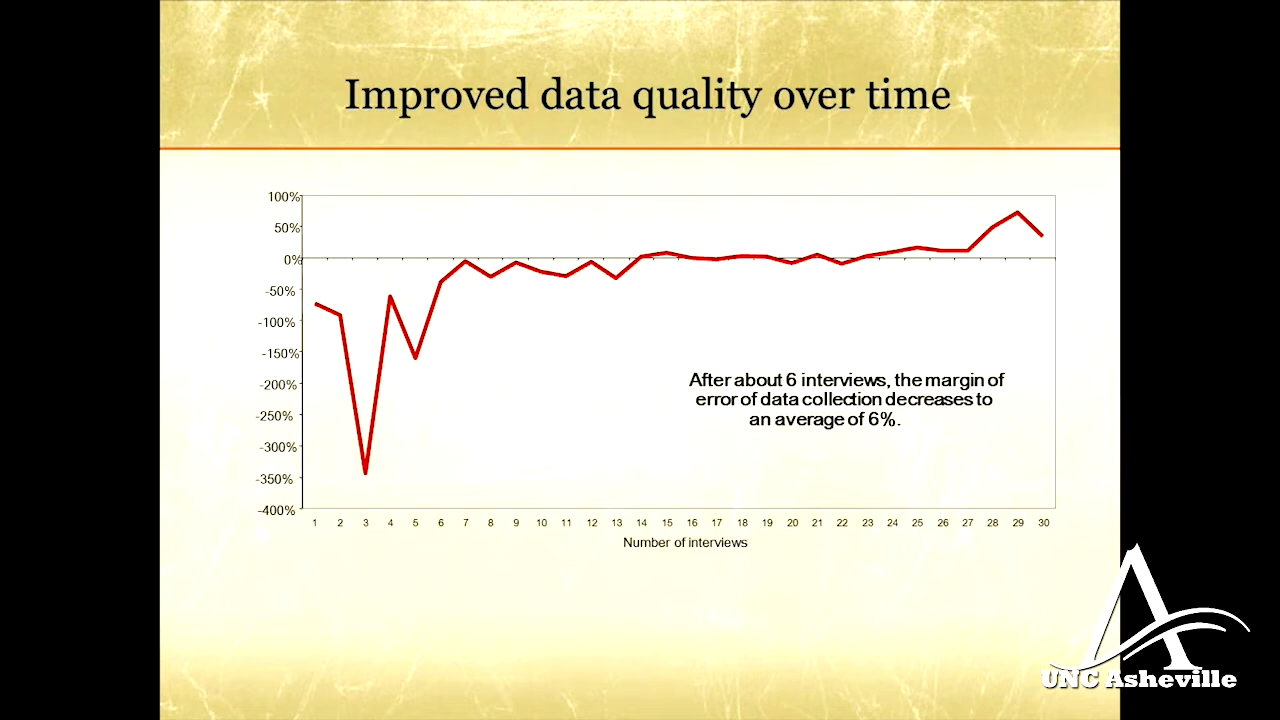 Improved data quality over time
100%
50%
0%
-50%
-100%
-150%
-200%
-250%
-300%
-350%
-400%
After about 6 interviews, the margin of
error of data collection decreases to
an average of 6%.
1 2 3 4 5 6 7 8 9 10 11 12 13 14 15 16 17 18 19 20 21 22 23 24 25 26 27 28 29 30
Number of interviews
A
UNC Asheville